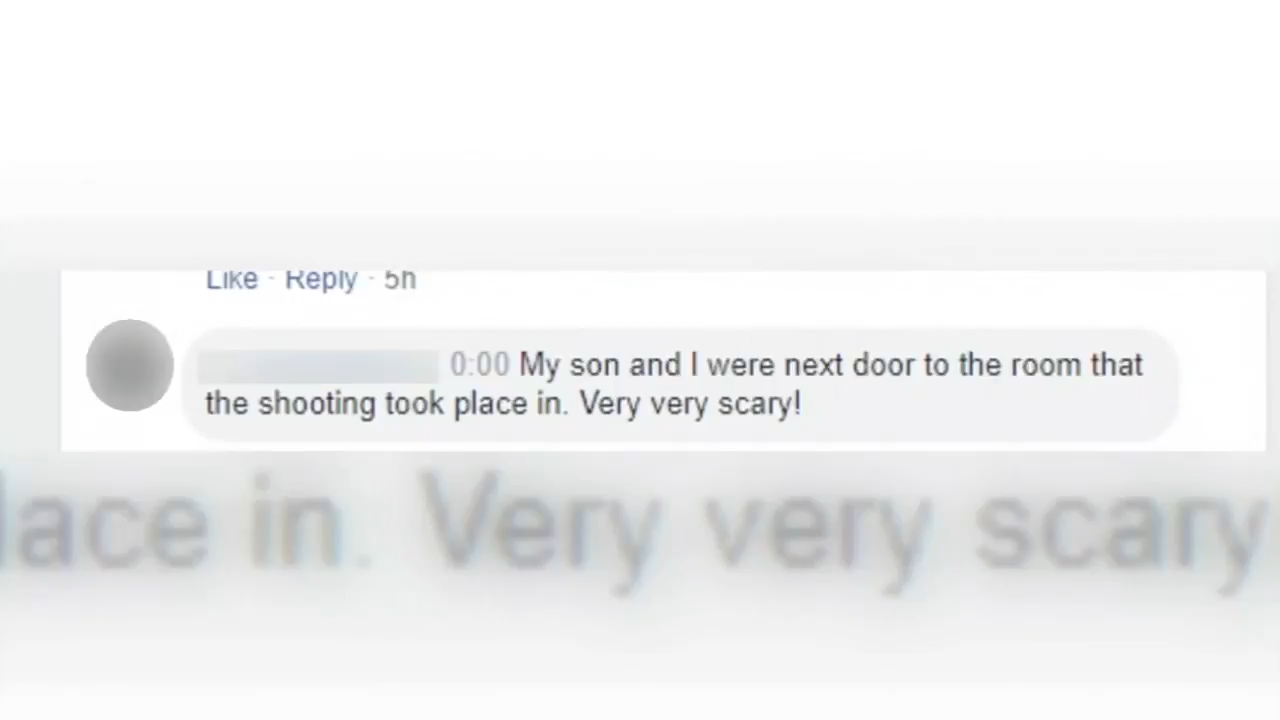 Like · Reply · 5h
0:00 My son and I were next door to the room that
the shooting took place in. Very very scary!
lace in. Very very scary